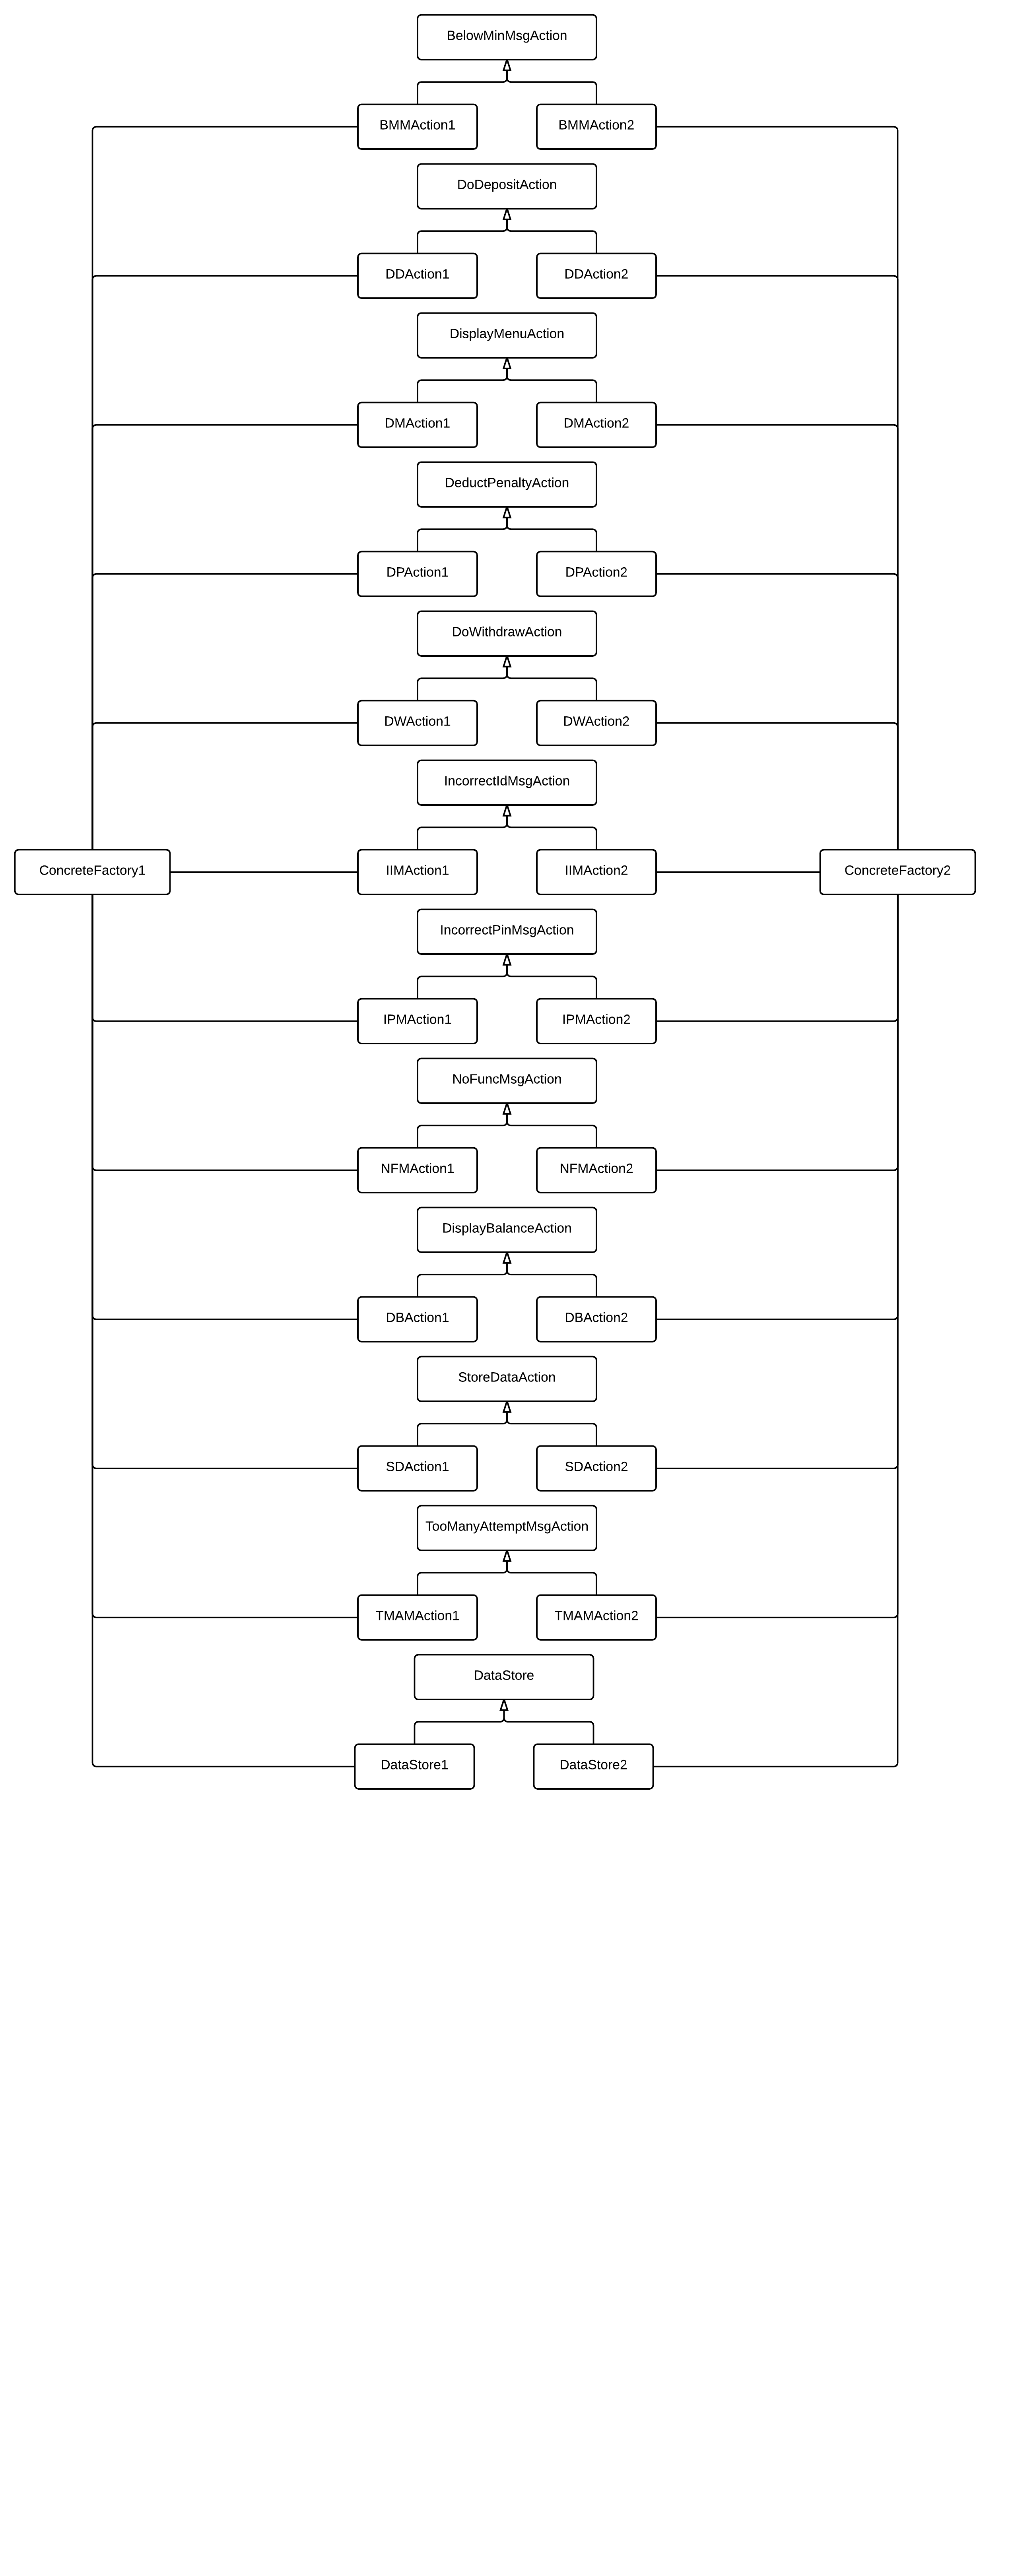 BelowMinMsgAction
BMMAction1
BMMAction2
DoDepositAction
DDAction1
DDAction2
DisplayMenuAction
DMAction1
DMAction2
DeductPenaltyAction
DPAction1
DPAction2
DoWithdrawAction
DWAction1
DWAction2
IncorrectIdMsgAction
ConcreteFactory1
IIMAction1
IIMAction2
ConcreteFactory2
IncorrectPinMsgAction
IPMAction1
IPMAction2
NoFuncMsgAction
NFMAction1
NFMAction2
DisplayBalanceAction
DBAction1
DBAction2
StoreDataAction
SDAction1
SDAction2
TooManyAttemptMsgAction
TMAMAction1
TMAMAction2
DataStore
DataStore1
DataStore2